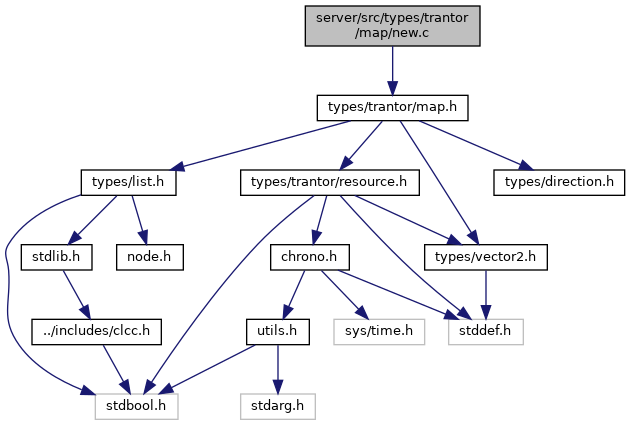 server/src/types/trantor
/map/new.c
types/trantor/map.h
types/list.h
types/trantor/resource.h
types/direction.h
stdlib.h
node.h
chrono.h
types/vector2.h
../includes/clcc.h
utils.h
sys/time.h
stddef.h
stdbool.h
stdarg.h